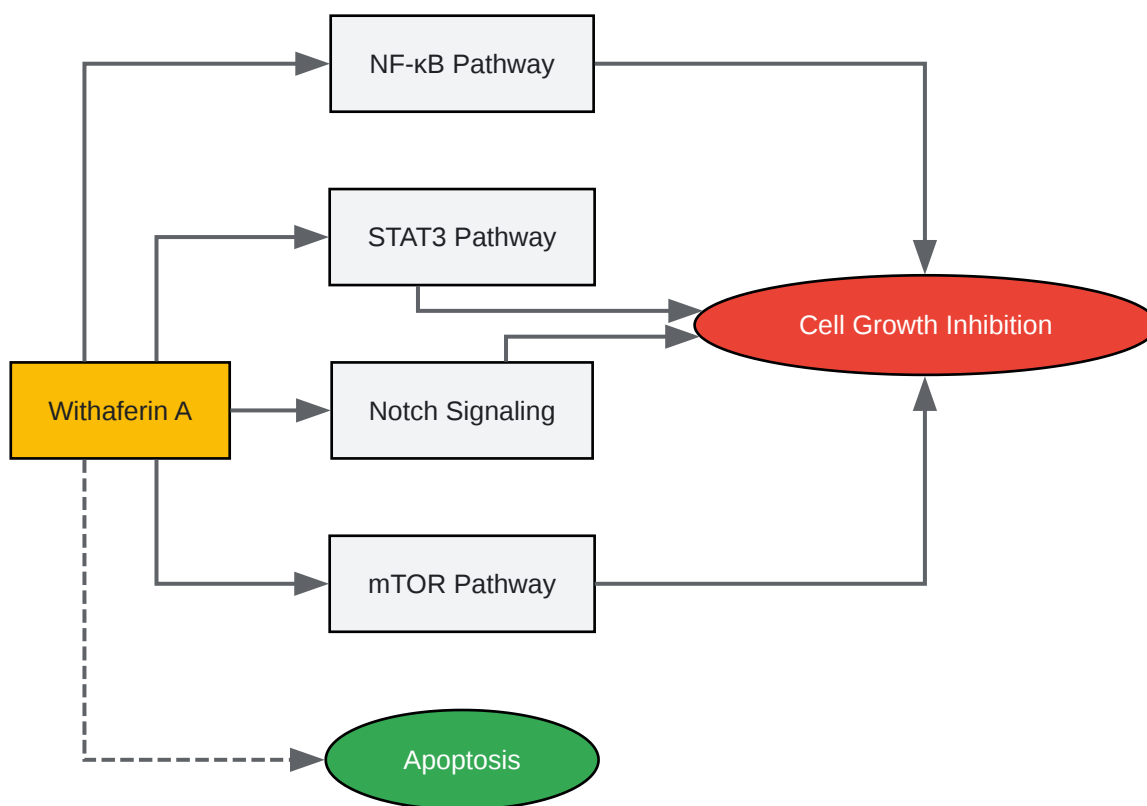 NF-κB Pathway
STAT3 Pathway
Cell Growth Inhibition
Withaferin A
Notch Signaling
mTOR Pathway
Apoptosis